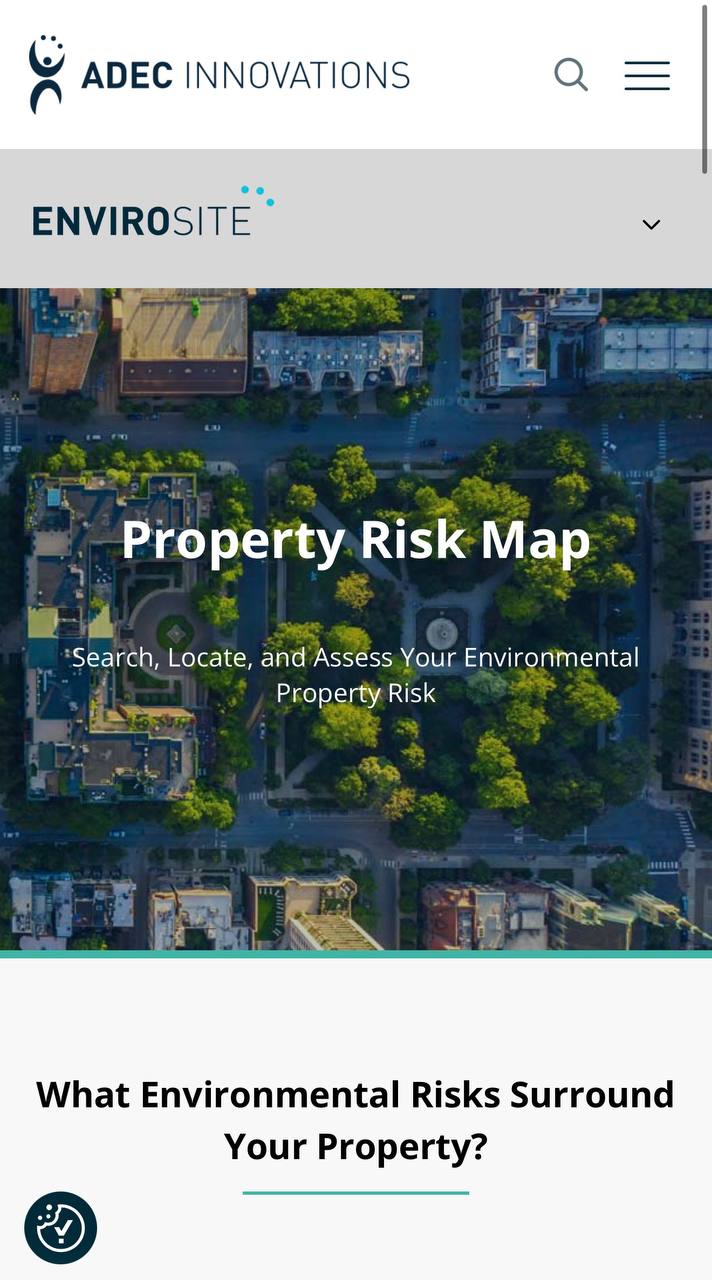 ADEC INNOVATIONS
ENVIROSITE
Property Risk Map
Search, Locate, and Assess Your Environmental
Property Risk
What Environmental Risks Surround
Your Property?